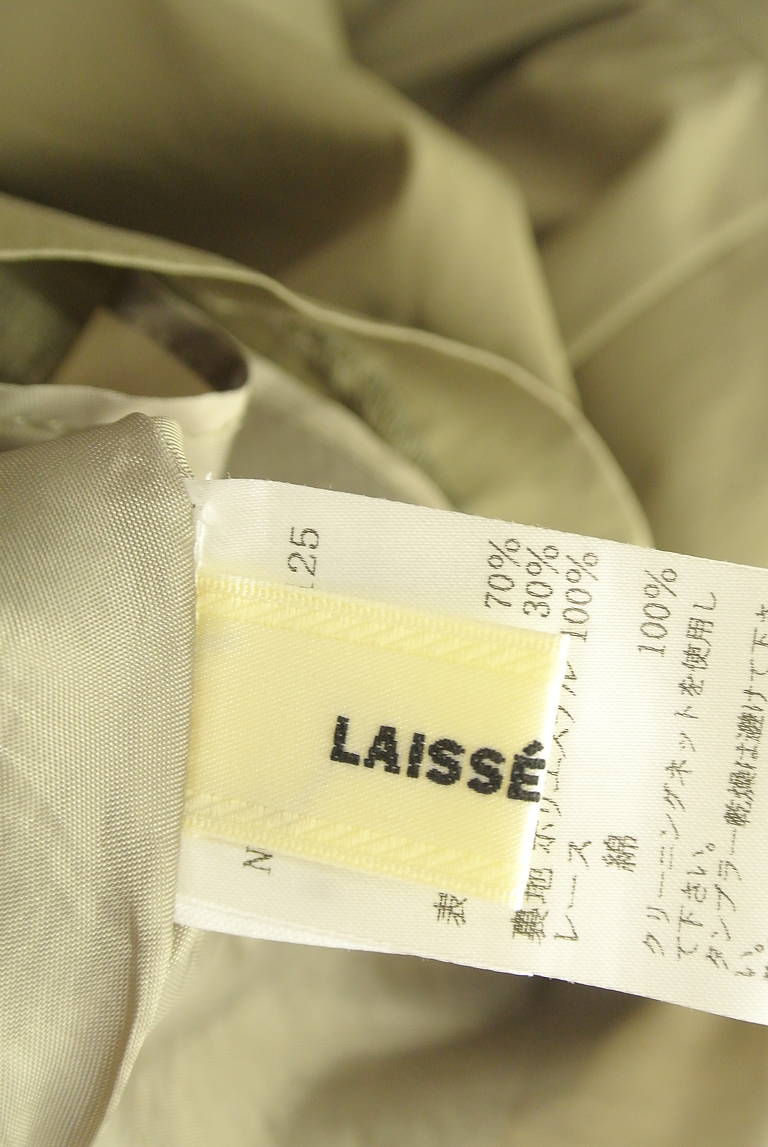 LAISSÉ
N
125
表
70%
30%
裏地 ポリエステル 100%
レース
綿 100%
クリーニングネットを使用し
て下さい。
タンブラー乾燥は避けて下さ
い。